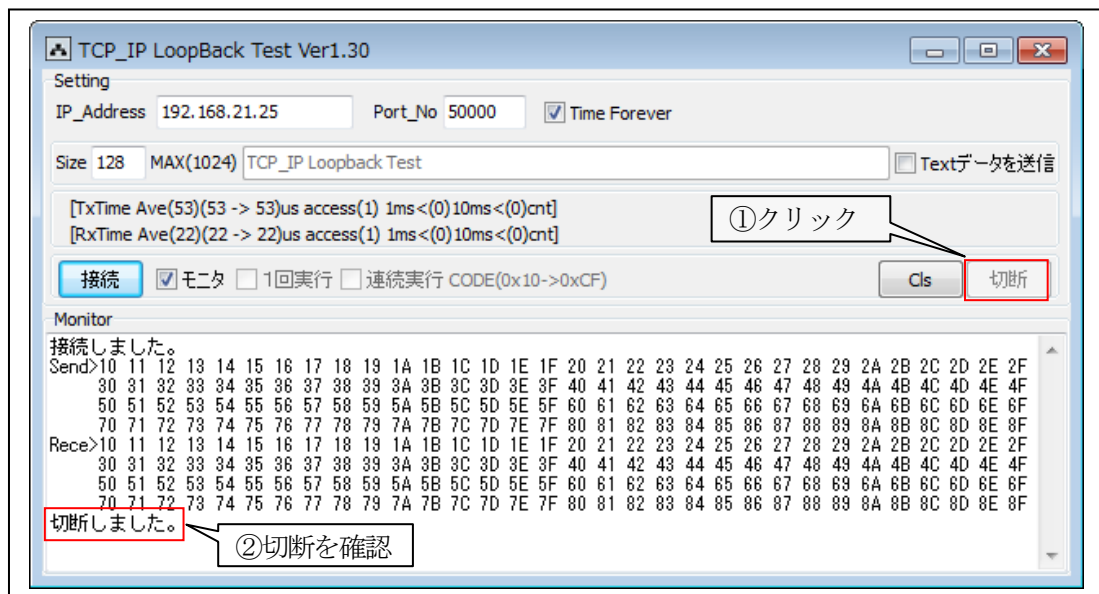 TCP_IP LoopBack Test Ver1.30
Setting
IP_Address 192.168.21.25 Port_No 50000 Time Forever
Size 128 MAX(1024) TCP_IP Loopback Test Textデータを送信
[TxTime Ave(53)(53 -> 53)us access(1) 1ms<(0)10ms<(0)cnt]
[RxTime Ave(22)(22 -> 22)us access(1) 1ms<(0)10ms<(0)cnt]
①クリック
接続 モニタ 1回実行 連続実行 CODE(0x10->0xCF) Cls 切断
Monitor
接続しました。
Send>10 11 12 13 14 15 16 17 18 19 1A 1B 1C 1D 1E 1F 20 21 22 23 24 25 26 27 28 29 2A 2B 2C 2D 2E 2F
30 31 32 33 34 35 36 37 38 39 3A 3B 3C 3D 3E 3F 40 41 42 43 44 45 46 47 48 49 4A 4B 4C 4D 4E 4F
50 51 52 53 54 55 56 57 58 59 5A 5B 5C 5D 5E 5F 60 61 62 63 64 65 66 67 68 69 6A 6B 6C 6D 6E 6F
70 71 72 73 74 75 76 77 78 79 7A 7B 7C 7D 7E 7F 80 81 82 83 84 85 86 87 88 89 8A 8B 8C 8D 8E 8F
Rece>10 11 12 13 14 15 16 17 18 19 1A 1B 1C 1D 1E 1F 20 21 22 23 24 25 26 27 28 29 2A 2B 2C 2D 2E 2F
30 31 32 33 34 35 36 37 38 39 3A 3B 3C 3D 3E 3F 40 41 42 43 44 45 46 47 48 49 4A 4B 4C 4D 4E 4F
50 51 52 53 54 55 56 57 58 59 5A 5B 5C 5D 5E 5F 60 61 62 63 64 65 66 67 68 69 6A 6B 6C 6D 6E 6F
70 71 72 73 74 75 76 77 78 79 7A 7B 7C 7D 7E 7F 80 81 82 83 84 85 86 87 88 89 8A 8B 8C 8D 8E 8F
切断しました。
②切断を確認